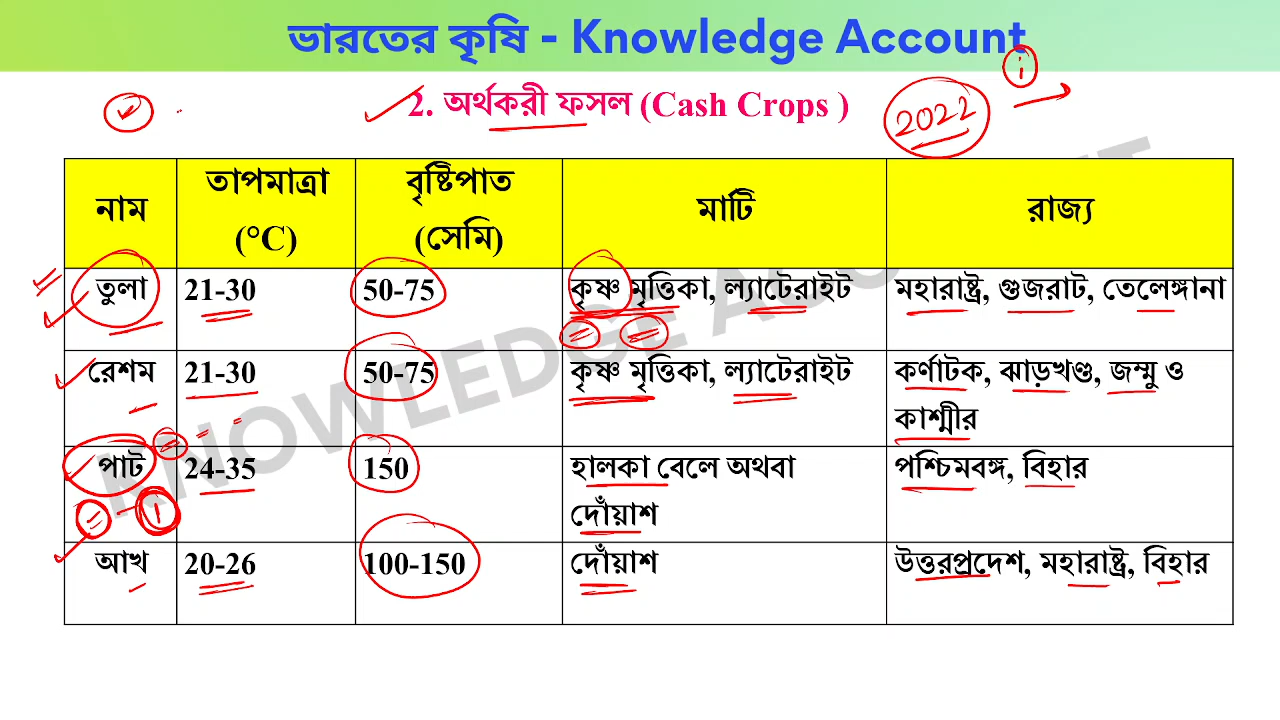 ভারতের কৃষি - Knowledge Account
2. অর্থকরী ফসল (Cash Crops )
2022
নাম তাপমাত্রা (°C) বৃষ্টিপাত (সেমি) মাটি রাজ্য
তুলা 21-30 50-75 কৃষ্ণ মৃত্তিকা, ল্যাটেরাইট মহারাষ্ট্র, গুজরাট, তেলেঙ্গানা
রেশম 21-30 50-75 কৃষ্ণ মৃত্তিকা, ল্যাটেরাইট কর্ণাটক, ঝাড়খণ্ড, জম্মু ও
কাশ্মীর
পাট 24-35 150 হালকা বেলে অথবা পশ্চিমবঙ্গ, বিহার
দোঁয়াশ
আখ 20-26 100-150 দোঁয়াশ উত্তরপ্রদেশ, মহারাষ্ট্র, বিহার
KNOWLEDGE ACCOUNT